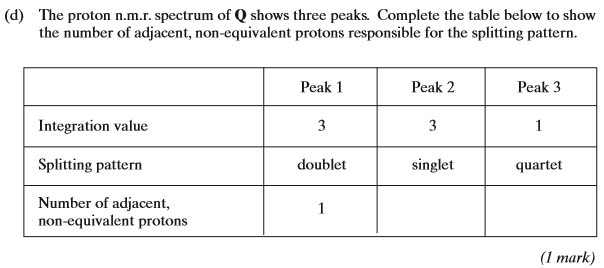 (d) The proton n.m.r. spectrum of Q shows three peaks. Complete the table below to show
the number of adjacent, non-equivalent protons responsible for the splitting pattern.
Peak 1 Peak 2 Peak 3
Integration value 3 3 1
Splitting pattern doublet singlet quartet
Number of adjacent,
non-equivalent protons 1
(1 mark)